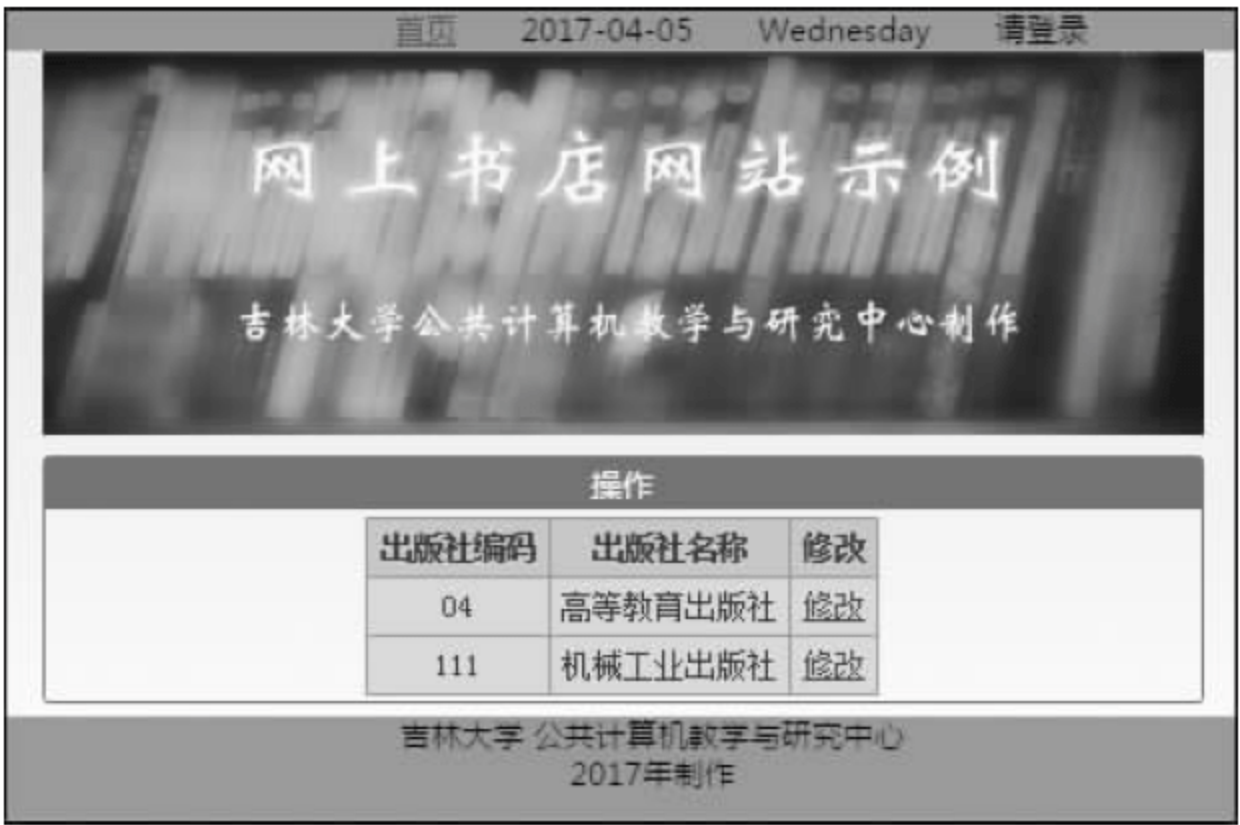 首页 2017-04-05 Wednesday 请登录
网上书店网站示例
吉林大学公共计算机教学与研究中心制作
操作
出版社编码 出版社名称 修改
04 高等教育出版社 修改
111 机械工业出版社 修改
吉林大学 公共计算机教学与研究中心
2017年制作